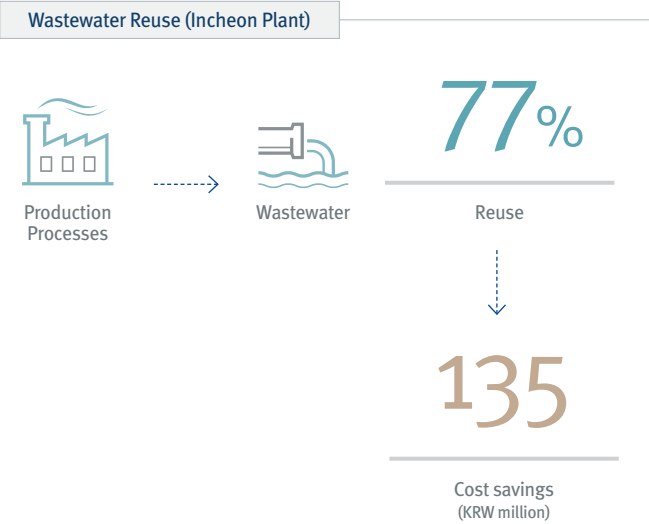 Wastewater Reuse (Incheon Plant)
77%
Production
Processes
Wastewater
Reuse
135
Cost savings
(KRW million)